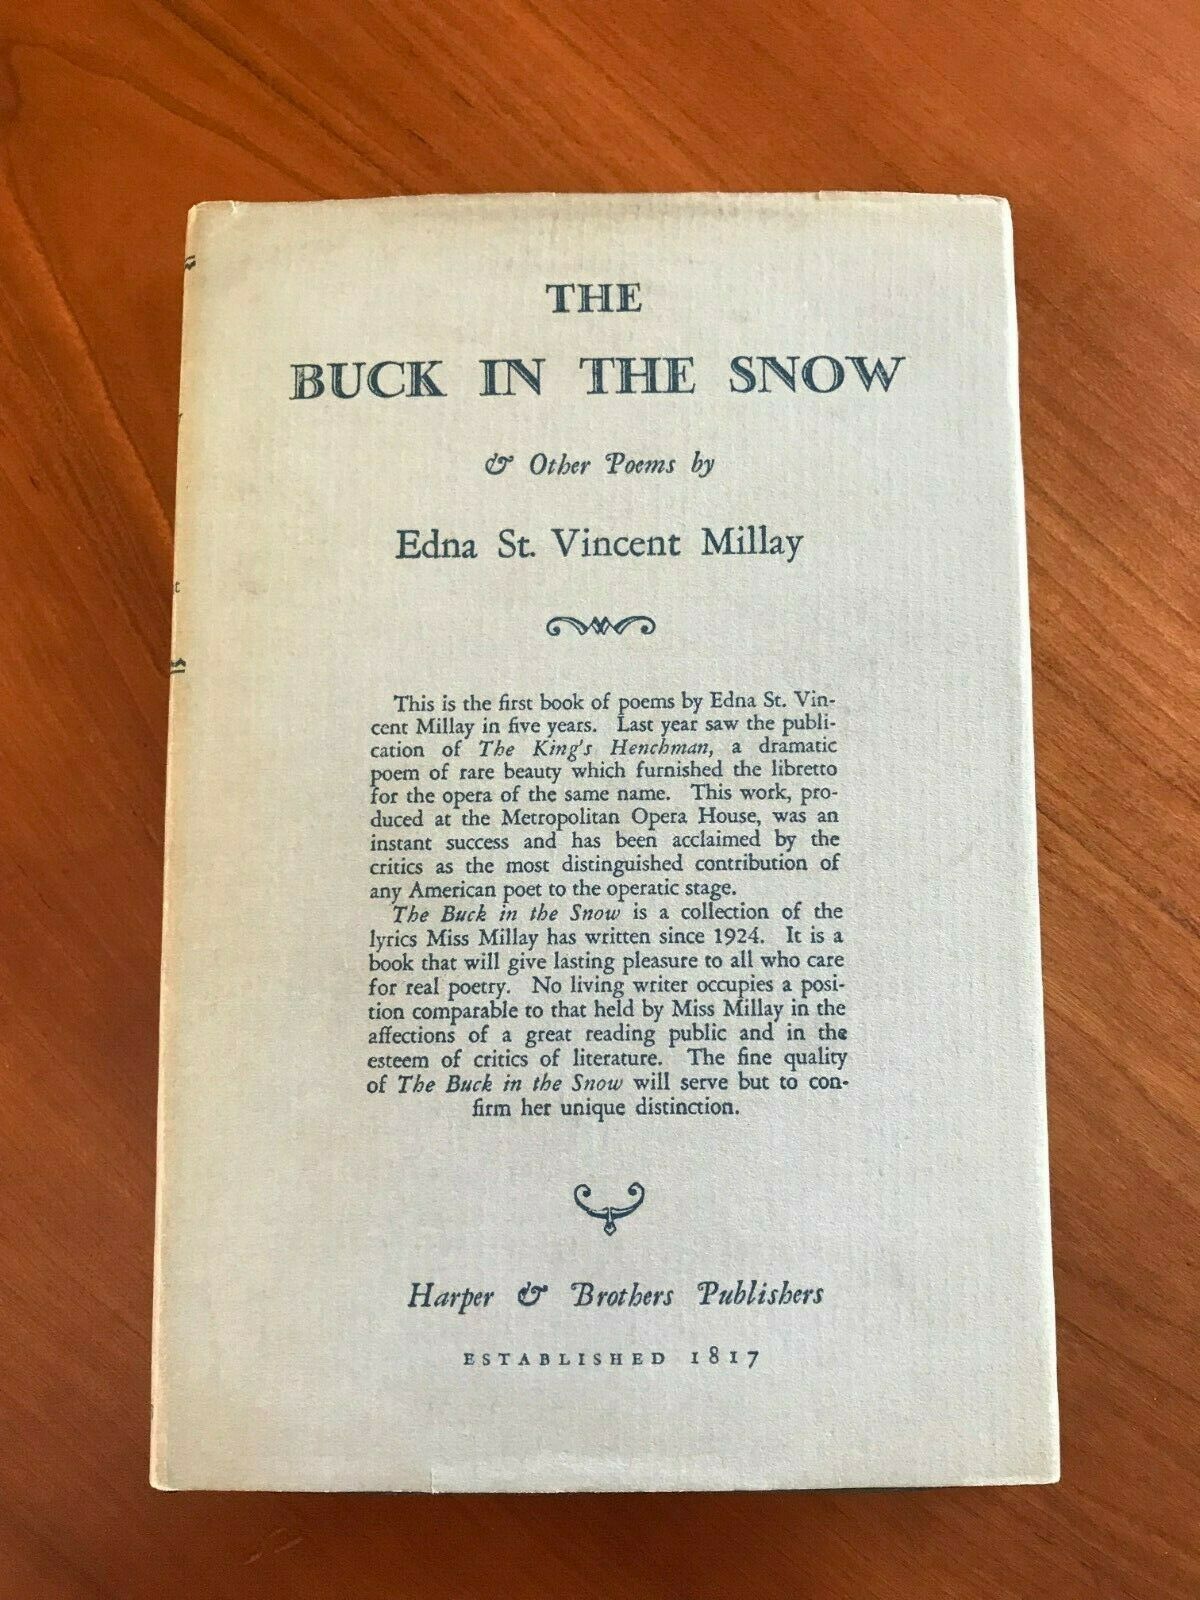 THE
BUCK IN THE SNOW
& Other Poems by
Edna St. Vincent Millay
This is the first book of poems by Edna St. Vin-
cent Millay in five years. Last year saw the publi-
cation of The King's Henchman, a dramatic
poem of rare beauty which furnished the libretto
for the opera of the same name. This work, pro-
duced at the Metropolitan Opera House, was an
instant success and has been acclaimed by the
critics as the most distinguished contribution of
any American poet to the operatic stage.
The Buck in the Snow is a collection of the
lyrics Miss Millay has written since 1924. It is a
book that will give lasting pleasure to all who care
for real poetry. No living writer occupies a posi-
tion comparable to that held by Miss Millay in the
affections of a great reading public and in the
esteem of critics of literature. The fine quality
of The Buck in the Snow will serve but to con-
firm her unique distinction.
Harper & Brothers Publishers
ESTABLISHED 1817